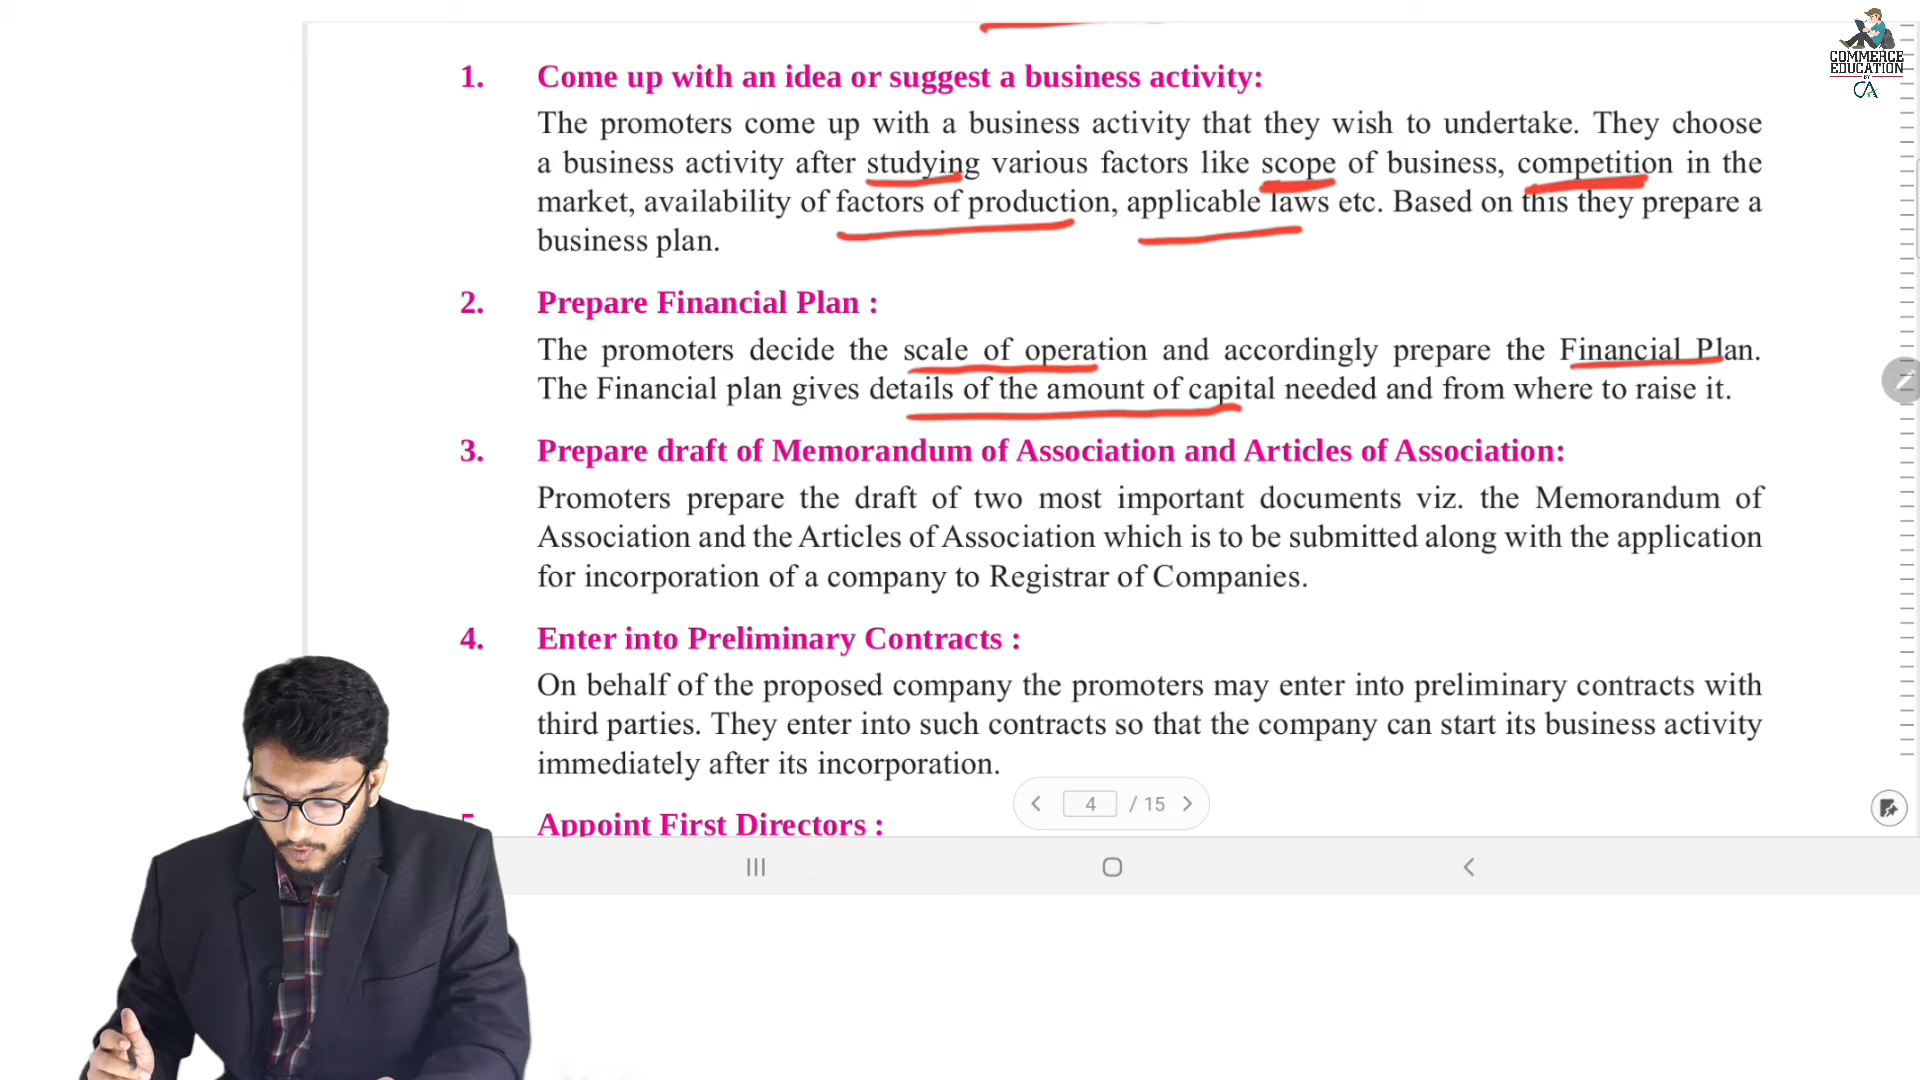 COMMERCE
EDUCATION
BY
CA
1. Come up with an idea or suggest a business activity:
The promoters come up with a business activity that they wish to undertake. They choose
a business activity after studying various factors like scope of business, competition in the
market, availability of factors of production, applicable laws etc. Based on this they prepare a
business plan.
2. Prepare Financial Plan :
The promoters decide the scale of operation and accordingly prepare the Financial Plan.
The Financial plan gives details of the amount of capital needed and from where to raise it.
3. Prepare draft of Memorandum of Association and Articles of Association:
Promoters prepare the draft of two most important documents viz. the Memorandum of
Association and the Articles of Association which is to be submitted along with the application
for incorporation of a company to Registrar of Companies.
4. Enter into Preliminary Contracts :
On behalf of the proposed company the promoters may enter into preliminary contracts with
third parties. They enter into such contracts so that the company can start its business activity
immediately after its incorporation.
4 / 15
5. Appoint First Directors :